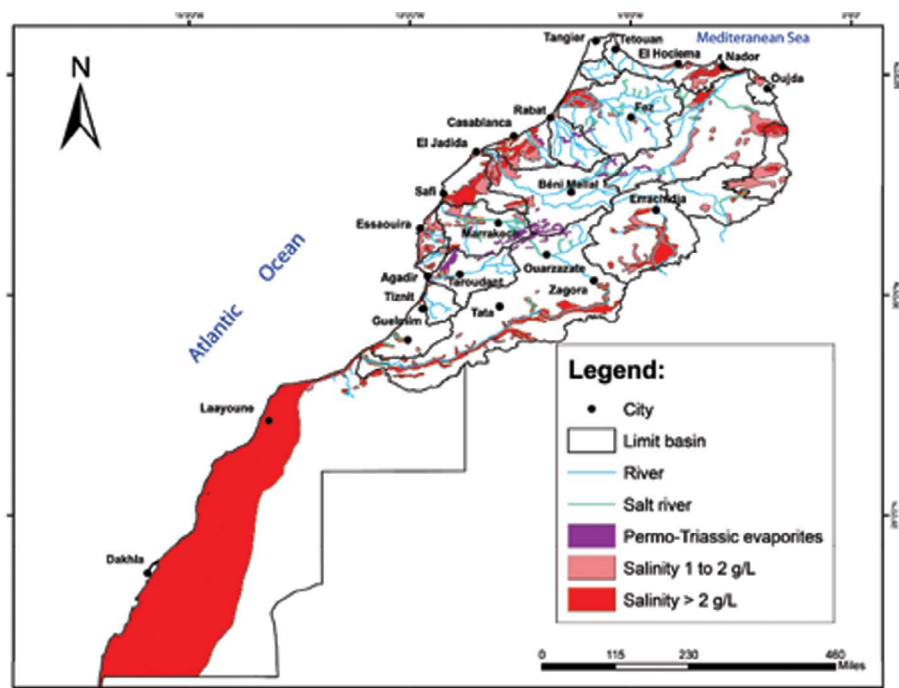 Mediteranean Sea
Tangier
Tetouan
El Hociema
Nador
Oujda
N
Rabat
Fez
Casablanca
El Jadida
Safi
Béni Mellal
Errachidia
Essaouira
Marrakech
Atlantic Ocean
Ouarzazate
Agadir
Taroudant
Zagora
Tiznit
Tata
Guelmim
Legend:
City
Limit basin
River
Salt river
Permo-Triassic evaporites
Salinity 1 to 2 g/L
Salinity > 2 g/L
Laayoune
Dakhla
0 115 230 460
Miles